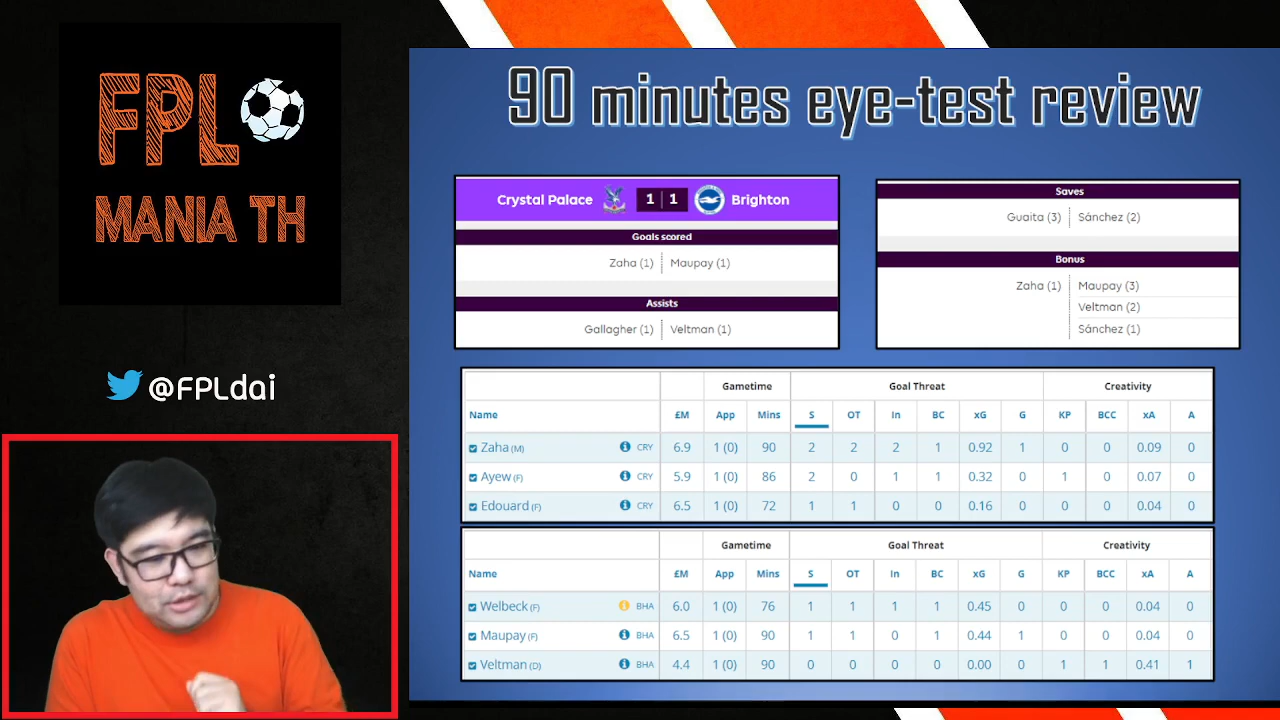 FPL
MANIA TH
@FPLdai
90 minutes eye-test review
Crystal Palace 1 1 Brighton
Goals scored
Zaha (1) Maupay (1)
Assists
Gallagher (1) Veltman (1)
Saves
Guaita (3) Sánchez (2)
Bonus
Zaha (1) Maupay (3)
Veltman (2)
Sánchez (1)
Gametime Goal Threat Creativity
Name £M App Mins S OT In BC xG G KP BCC xA A
Zaha (M) CRY 6.9 1 (0) 90 2 2 2 1 0.92 1 0 0 0.09 0
Ayew (F) CRY 5.9 1 (0) 86 2 0 1 1 0.32 0 1 0 0.07 0
Edouard (F) CRY 6.5 1 (0) 72 1 1 0 0 0.16 0 0 0 0.04 0
Gametime Goal Threat Creativity
Name £M App Mins S OT In BC xG G KP BCC xA A
Welbeck (F) BHA 6.0 1 (0) 76 1 1 1 1 0.45 0 0 0 0.04 0
Maupay (F) BHA 6.5 1 (0) 90 1 1 0 1 0.44 1 0 0 0.04 0
Veltman (D) BHA 4.4 1 (0) 90 0 0 0 0 0.00 0 1 1 0.41 1